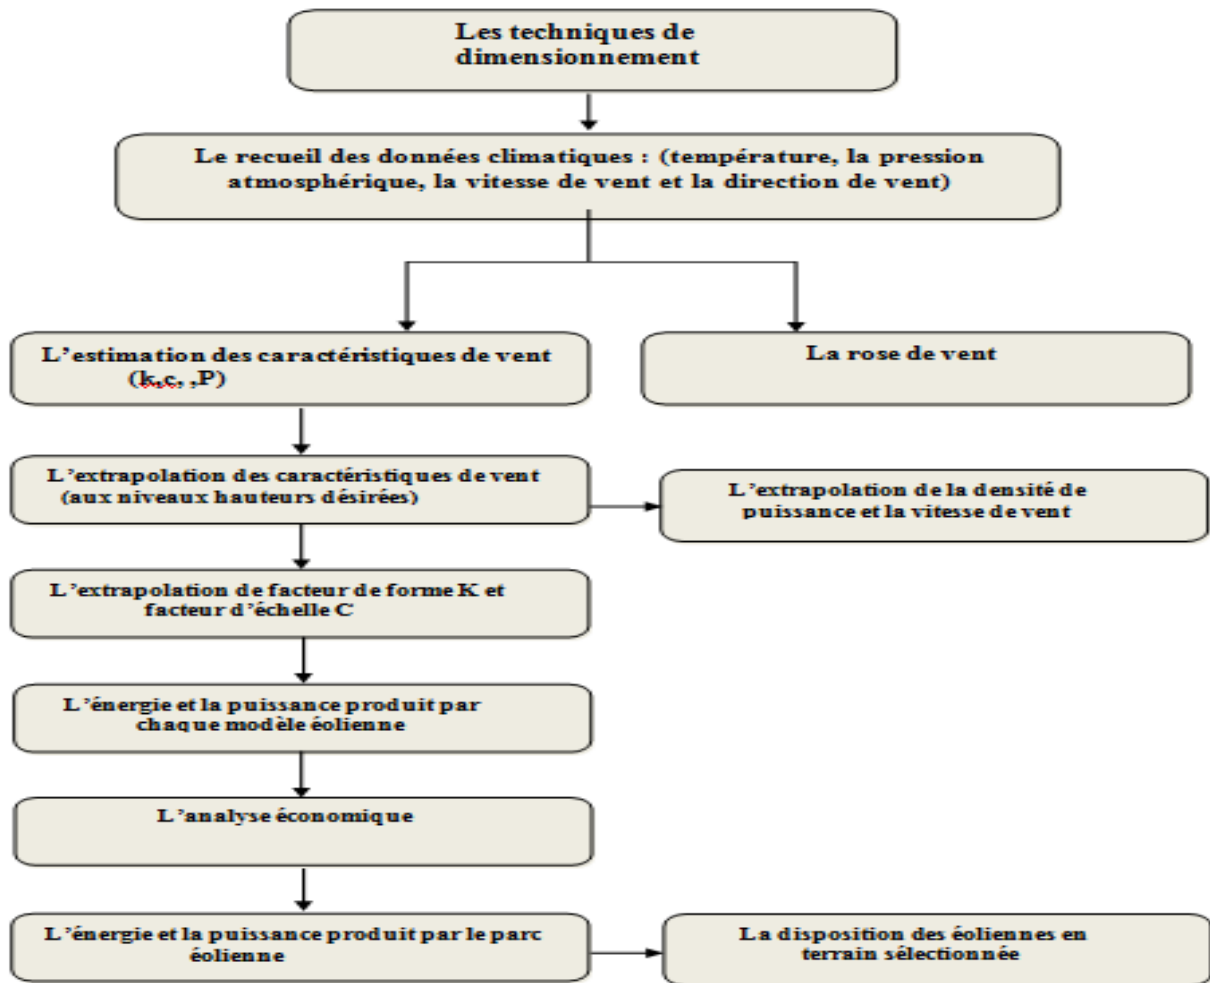 Les techniques de
dimensionnement
Le recueil des données climatiques : (température, la pression
atmosphérique, la vitesse de vent et la direction de vent)
L'estimation des caractéristiques de vent
(k,c, ,P)
La rose de vent
L'extrapolation des caractéristiques de vent
(aux niveaux hauteurs désirées)
L'extrapolation de la densité de
puissance et la vitesse de vent
L'extrapolation de facteur de forme K et
facteur d'échelle C
L'énergie et la puissance produit par
chaque modèle éolienne
L'analyse économique
L'énergie et la puissance produit par le parc
éolienne
La disposition des éoliennes en
terrain sélectionnée